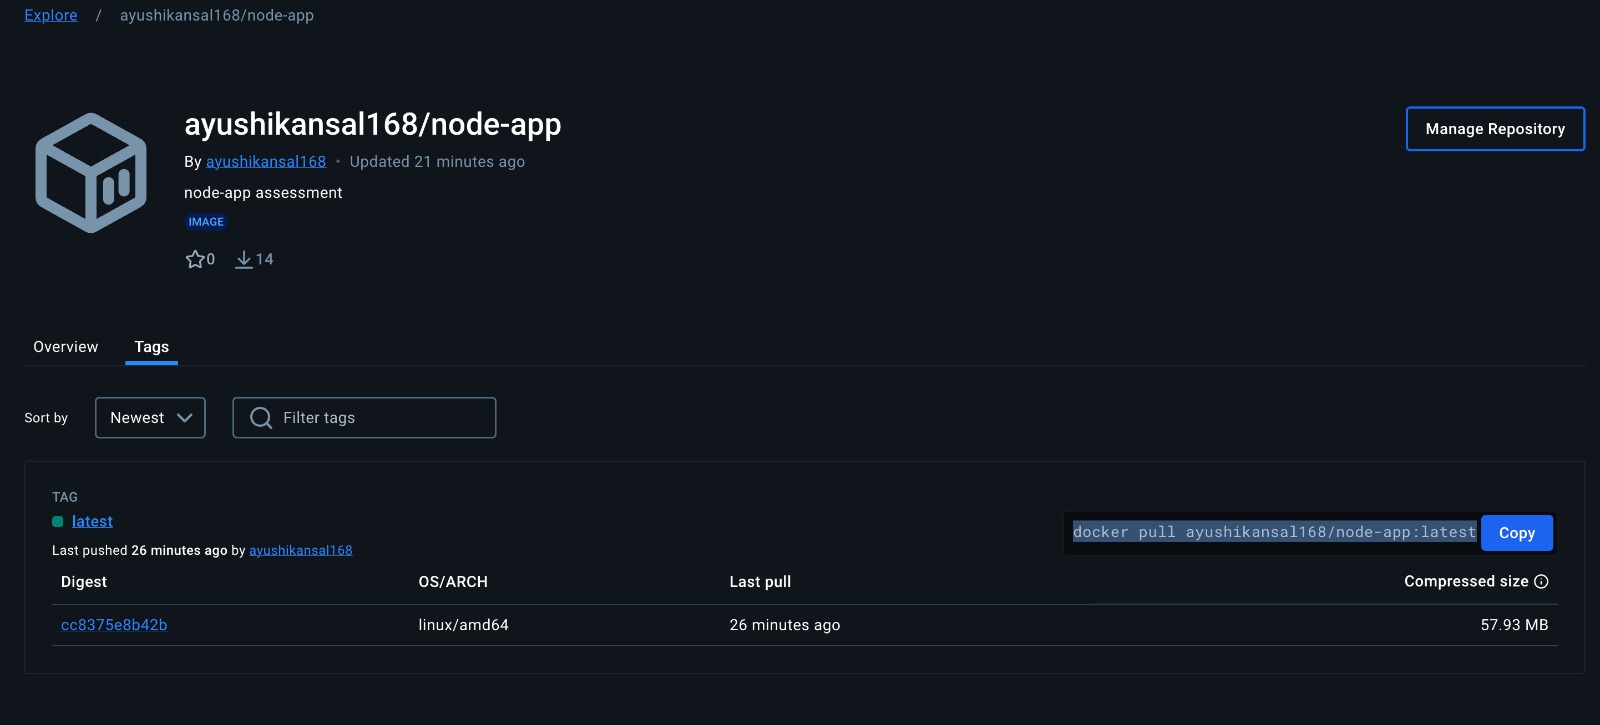 Explore / ayushikansal168/node-app
ayushikansal168/node-app
Manage Repository
By ayushikansal168 · Updated 21 minutes ago
node-app assessment
IMAGE
0 14
Overview Tags
Sort by Newest Filter tags
TAG
latest
docker pull ayushikansal168/node-app:latest Copy
Last pushed 26 minutes ago by ayushikansal168
Digest OS/ARCH Last pull Compressed size
cc8375e8b42b linux/amd64 26 minutes ago 57.93 MB